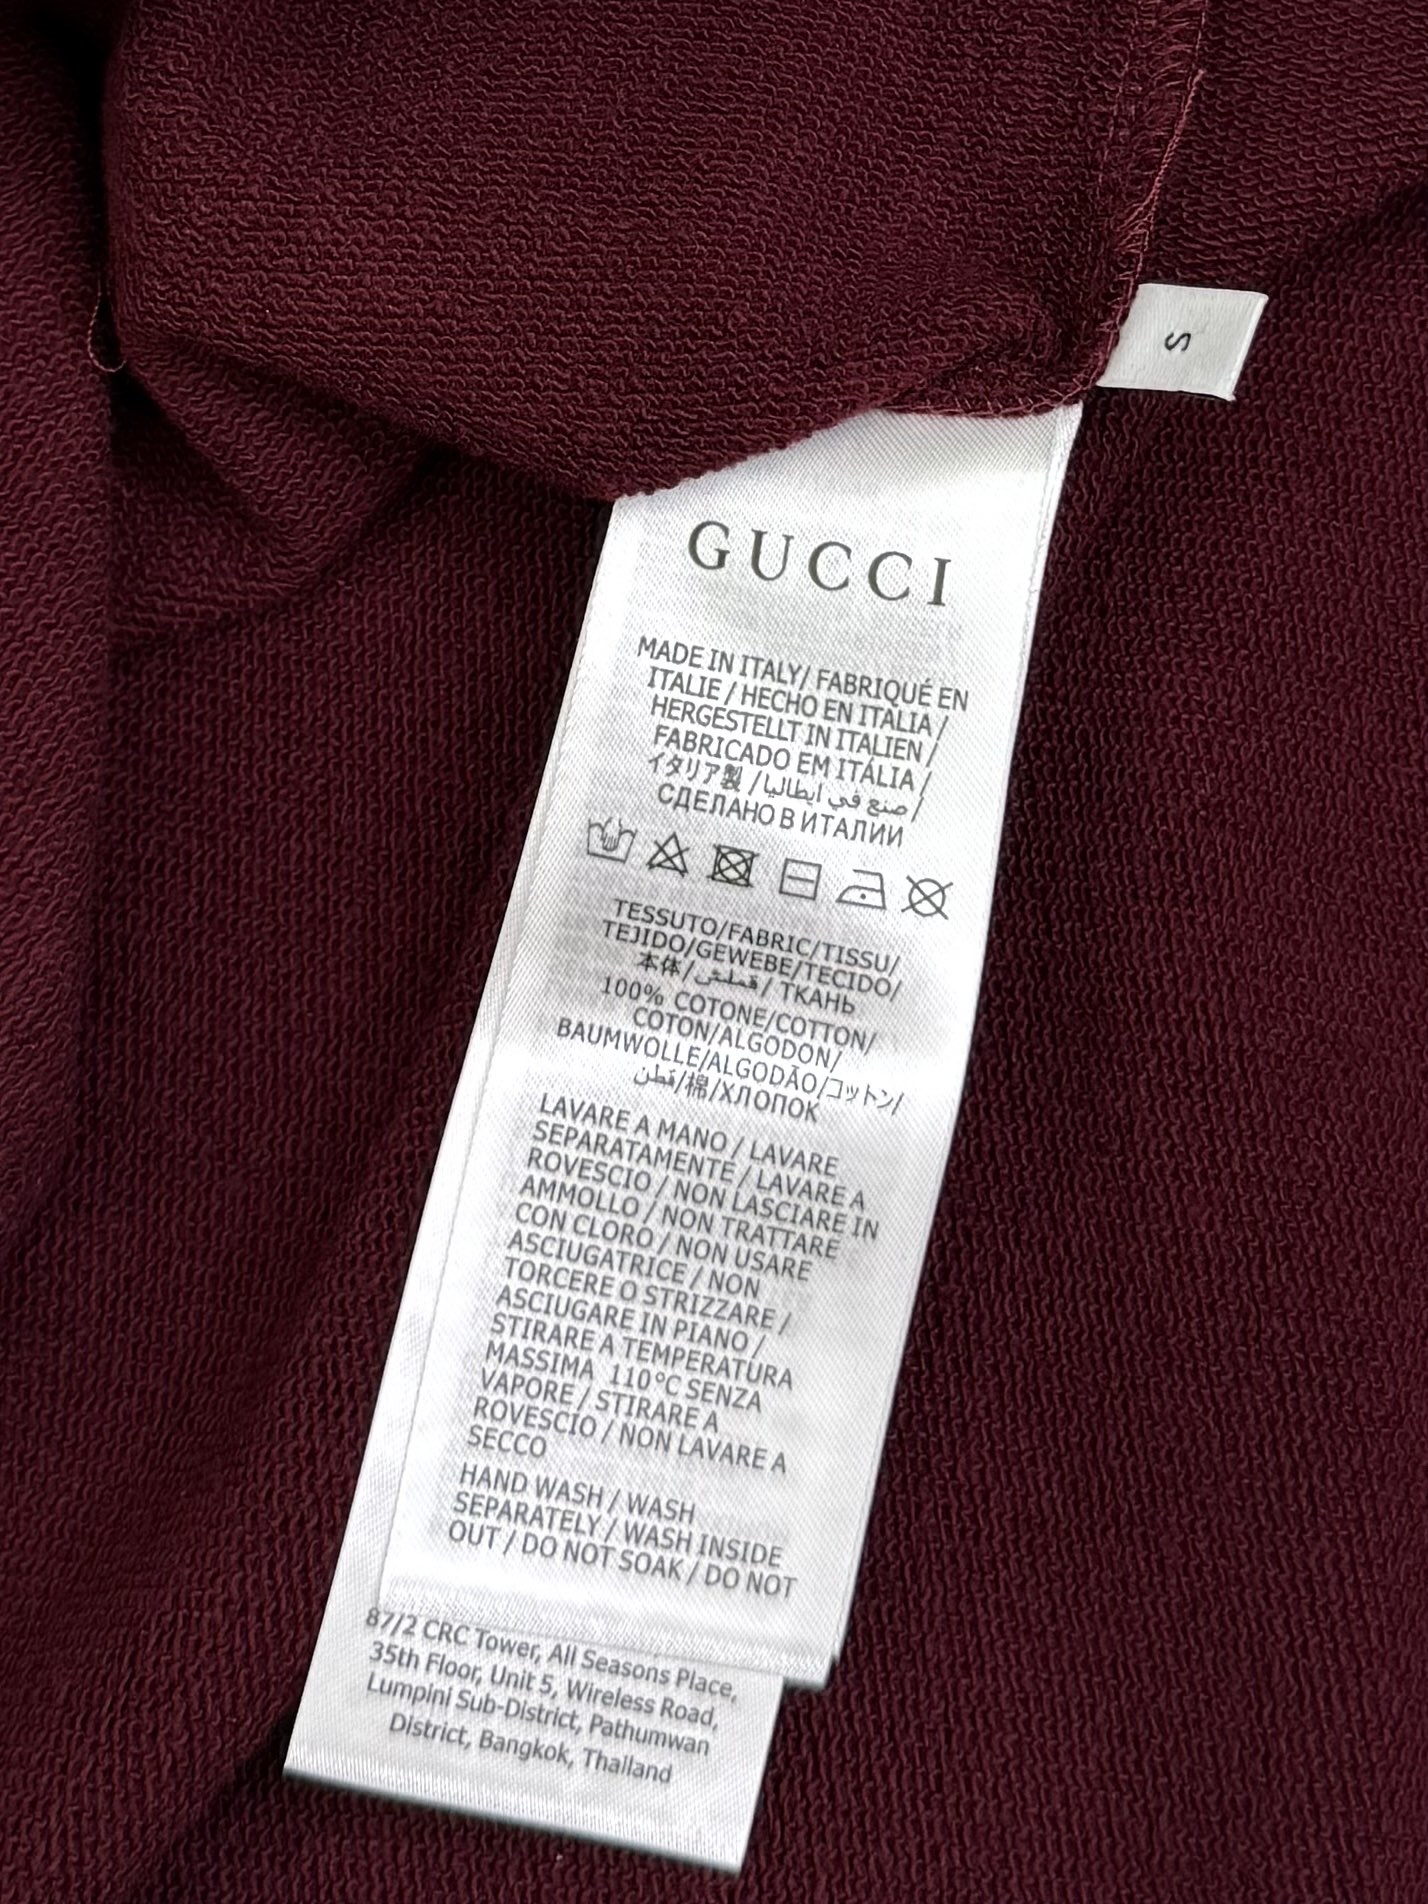 S
GUCCI
MADE IN ITALY/ FABRIQUÉ EN
ITALIE / HECHO EN ITALIA /
HERGESTELLT IN ITALIEN /
FABRICADO EM ITÁLIA /
イタリア製 /صنع في ايطاليا /
СДЕЛАНО В ИТАЛИИ
TESSUTO/FABRIC/TISSU/
TEJIDO/GEWEBE/TECIDO/
本体/قماش/ ТКАНЬ
100% COTONE/COTTON/
COTON/ALGODON/
BAUMWOLLE/ALGODÃO/コットン/
قطن/棉/ХЛОПОК
LAVARE A MANO / LAVARE
SEPARATAMENTE / LAVARE A
ROVESCIO / NON LASCIARE IN
AMMOLLO / NON TRATTARE
CON CLORO / NON USARE
ASCIUGATRICE / NON
TORCERE O STRIZZARE /
ASCIUGARE IN PIANO /
STIRARE A TEMPERATURA
MASSIMA 110°C SENZA
VAPORE / STIRARE A
ROVESCIO / NON LAVARE A
SECCO
HAND WASH / WASH
SEPARATELY / WASH INSIDE
OUT / DO NOT SOAK / DO NOT
87/2 CRC Tower, All Seasons Place,
35th Floor, Unit 5, Wireless Road,
Lumpini Sub-District, Pathumwan
District, Bangkok, Thailand